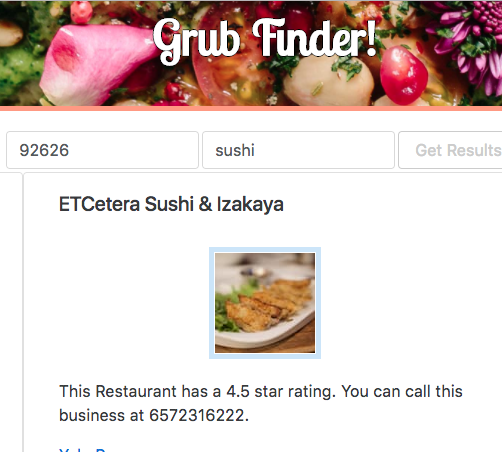 Grub Finder!
92626
sushi
Get Results
ETCetera Sushi & Izakaya
This Restaurant has a 4.5 star rating. You can call this
business at 6572316222.